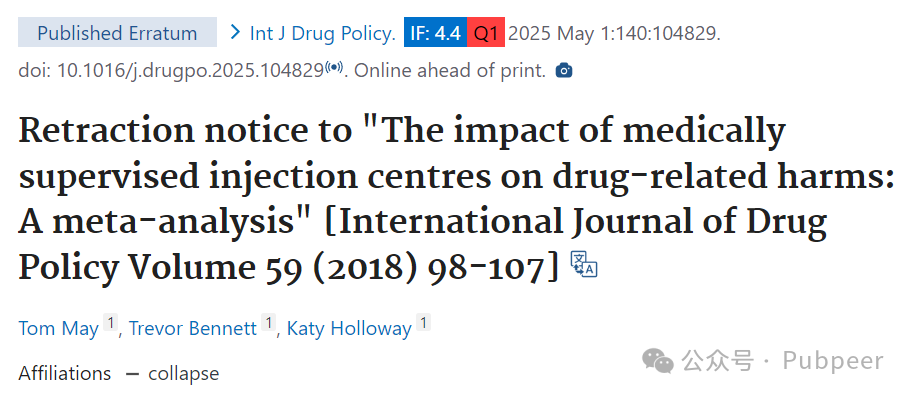 Published Erratum > Int J Drug Policy. IF: 4.4 Q1 2025 May 1:140:104829.
doi: 10.1016/j.drugpo.2025.104829. Online ahead of print.
Retraction notice to "The impact of medically
supervised injection centres on drug-related harms:
A meta-analysis" [International Journal of Drug
Policy Volume 59 (2018) 98-107] 文A
Tom May 1, Trevor Bennett 1, Katy Holloway 1
Affiliations — collapse
公众号 · Pubpeer